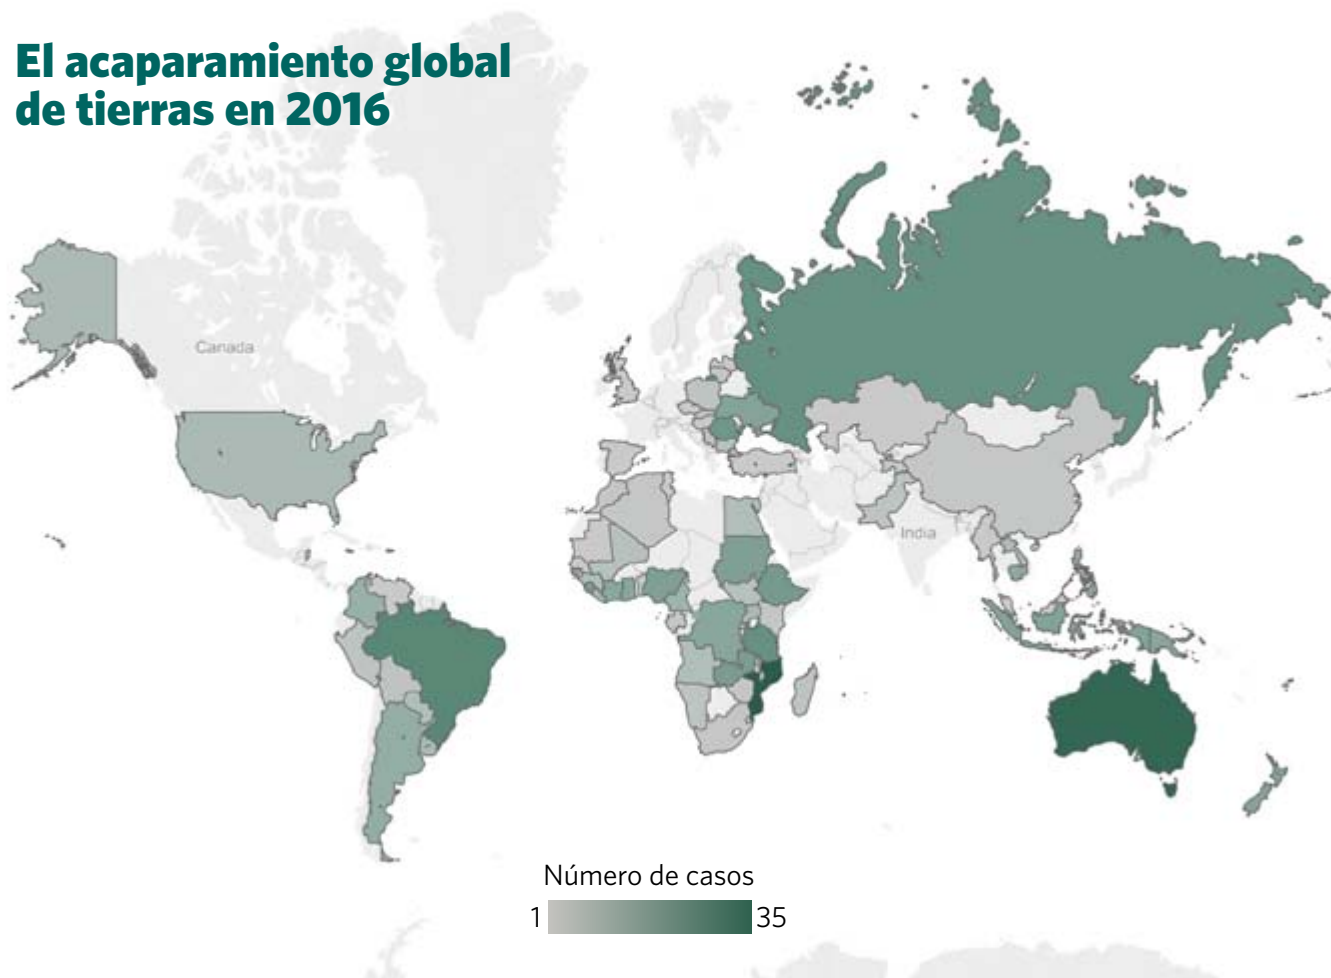 El acaparamiento global
de tierras en 2016
Canada
India
Número de casos
1 35